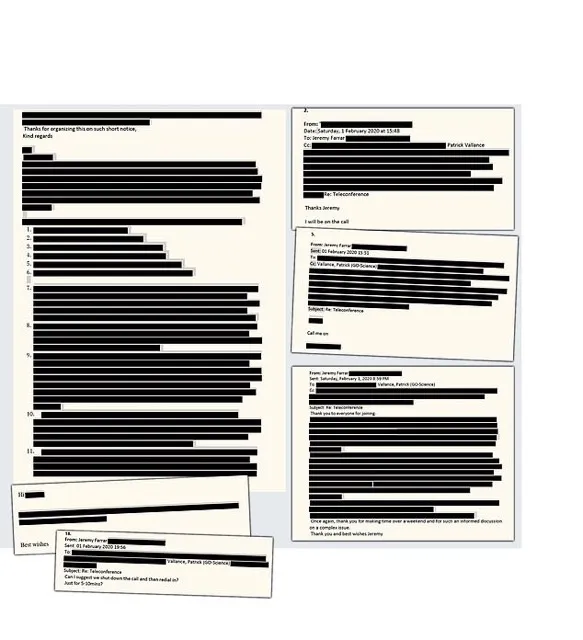 Thanks for organizing this on such short notice,
Kind regards
1.
2.
3.
4.
5.
6.
7.
8.
9.
10.
11.
Hi
Best wishes
16.
From: Jeremy Farrar
Sent: 01 February 2020 19:56
To:
Vallance, Patrick (GO-Science)
Subject: Re: Teleconference
Can I suggest we shut down the call and then redial in?
Just for 5-10mins?
2.
From:
Date: Saturday, 1 February 2020 at 15:48
To: Jeremy Farrar
Cc: Patrick Vallance
Re: Teleconference
Thanks Jeremy
I will be on the call
From: Jeremy Farrar
Sent: 01 February 2020 15:51
To
Cc: Vallance, Patrick (GO-Science)
Subject: Re: Teleconference
Call me on
From: Jeremy Farrar
Sent: Saturday, February 1, 2020 8:59 PM
To Vallance, Patrick (GO-Science)
Subject: Re: Teleconference
Thank you to everyone for joining.
Once again, thank you for making time over a weekend and for such an informed discussion
on a complex issue.
Thank you and best wishes Jeremy